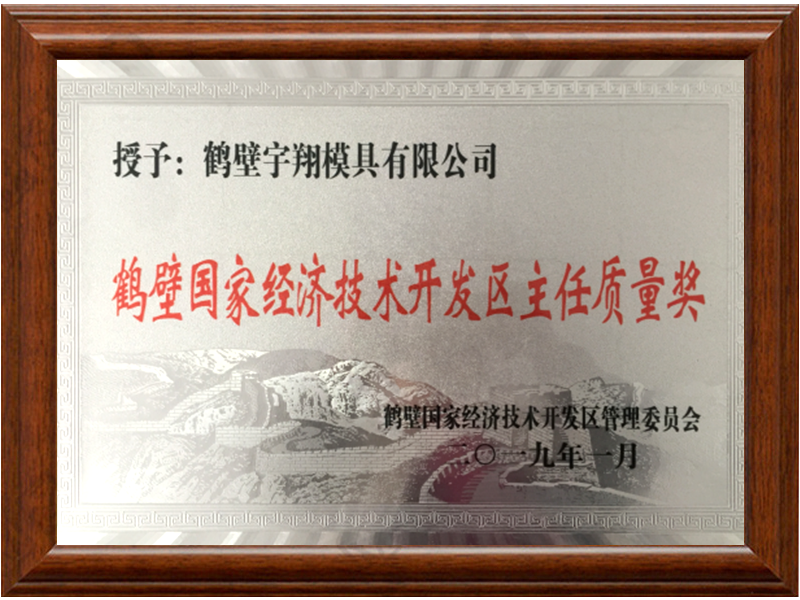 授予：鹤壁宇翔模具有限公司
鹤壁国家经济技术开发区主任质量奖
鹤壁国家经济技术开发区管理委员会
二〇一九年一月